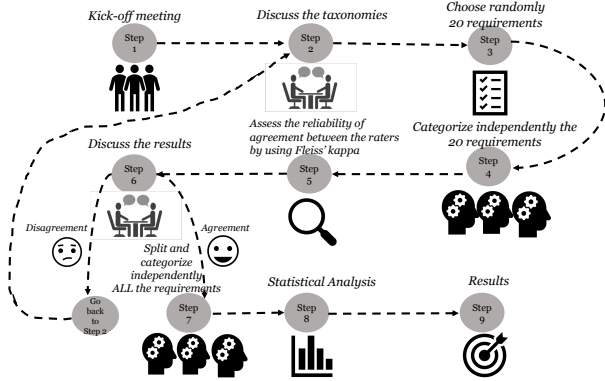 Kick-off meeting
Step
1
Discuss the taxonomies
Step
2
Choose randomly
20 requirements
Step
3
Categorize independently the
20 requirements
Step
4
Assess the reliability of
agreement between the raters
by using Fleiss' kappa
Step
5
Discuss the results
Step
6
Disagreement
Agreement
Go
back
to
Step 2
Split and
categorize
independently
ALL the requirements
Step
7
Statistical Analysis
Step
8
Results
Step
9